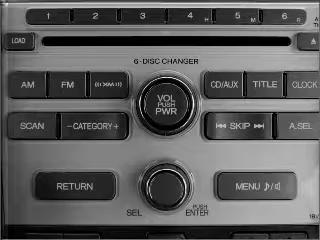 1 2 3 4 H 5 M 6 R
LOAD
6-DISC CHANGER
AM FM XM CD/AUX TITLE CLOCK
VOL
PUSH
PWR
SCAN -CATEGORY+ SKIP A.SEL
RETURN MENU
SEL PUSH
ENTER